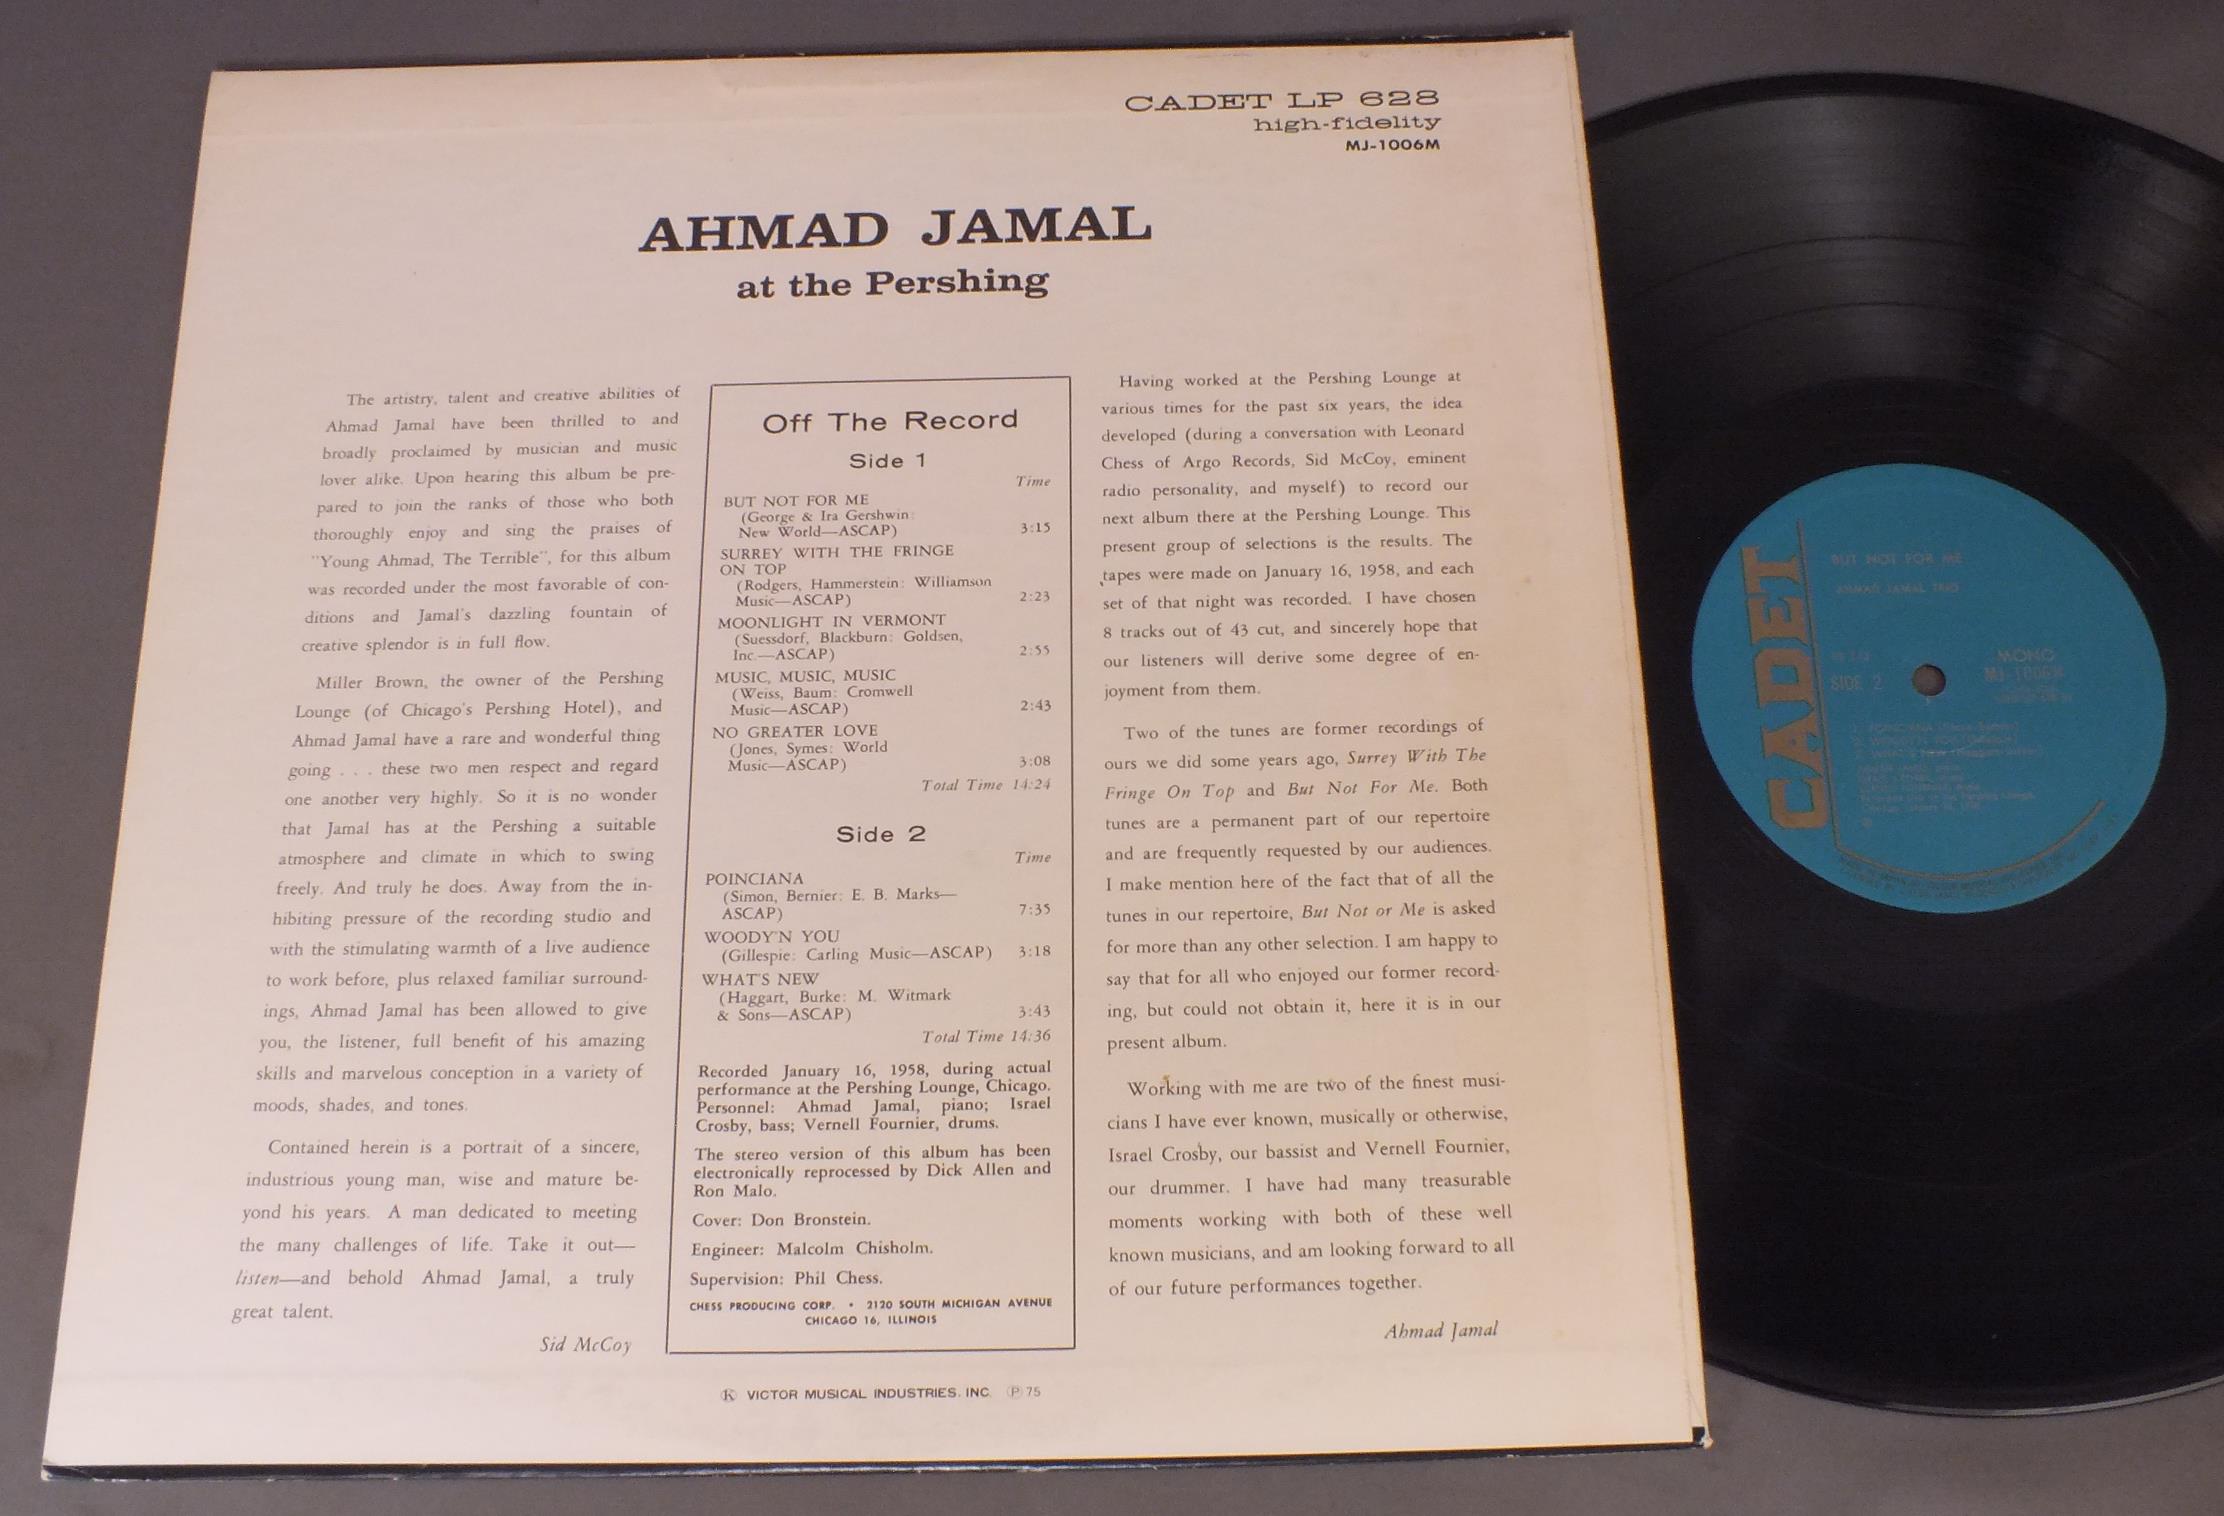 CADET LP 628
high-fidelity
MJ-1006M
AHMAD JAMAL
at the Pershing
The artistry, talent and creative abilities of
Ahmad Jamal have been thrilled to and
broadly proclaimed by musician and music
lover alike. Upon hearing this album be pre-
pared to join the ranks of those who both
thoroughly enjoy and sing the praises of
"Young Ahmad, The Terrible", for this album
was recorded under the most favorable of con-
ditions and Jamal's dazzling fountain of
creative splendor is in full flow.
Miller Brown, the owner of the Pershing
Lounge (of Chicago's Pershing Hotel), and
Ahmad Jamal have a rare and wonderful thing
going . . . these two men respect and regard
one another very highly. So it is no wonder
that Jamal has at the Pershing a suitable
atmosphere and climate in which to swing
freely. And truly he does. Away from the in-
hibiting pressure of the recording studio and
with the stimulating warmth of a live audience
to work before, plus relaxed familiar surround-
ings, Ahmad Jamal has been allowed to give
you, the listener, full benefit of his amazing
skills and marvelous conception in a variety of
moods, shades, and tones.
Contained herein is a portrait of a sincere,
industrious young man, wise and mature be-
yond his years. A man dedicated to meeting
the many challenges of life. Take it out—
listen—and behold Ahmad Jamal, a truly
great talent.
Sid McCoy
Off The Record
Side 1
Time
BUT NOT FOR ME
(George & Ira Gershwin:
New World—ASCAP) 3:15
SURREY WITH THE FRINGE
ON TOP
(Rodgers, Hammerstein: Williamson
Music—ASCAP) 2:23
MOONLIGHT IN VERMONT
(Suessdorf, Blackburn: Goldsen,
Inc.—ASCAP) 2:55
MUSIC, MUSIC, MUSIC
(Weiss, Baum: Cromwell
Music—ASCAP) 2:43
NO GREATER LOVE
(Jones, Symes: World
Music—ASCAP) 3:08
Total Time 14:24
Side 2
Time
POINCIANA
(Simon, Bernier: E. B. Marks—
ASCAP) 7:35
WOODY'N YOU
(Gillespie: Carling Music—ASCAP) 3:18
WHAT'S NEW
(Haggart, Burke: M. Witmark
& Sons—ASCAP) 3:43
Total Time 14:36
Recorded January 16, 1958, during actual
performance at the Pershing Lounge, Chicago.
Personnel: Ahmad Jamal, piano; Israel
Crosby, bass; Vernell Fournier, drums.
The stereo version of this album has been
electronically reprocessed by Dick Allen and
Ron Malo.
Cover: Don Bronstein.
Engineer: Malcolm Chisholm.
Supervision: Phil Chess.
CHESS PRODUCING CORP. • 2120 SOUTH MICHIGAN AVENUE
CHICAGO 16, ILLINOIS
Ⓚ VICTOR MUSICAL INDUSTRIES, INC. Ⓟ 75
Having worked at the Pershing Lounge at
various times for the past six years, the idea
developed (during a conversation with Leonard
Chess of Argo Records, Sid McCoy, eminent
radio personality, and myself) to record our
next album there at the Pershing Lounge. This
present group of selections is the results. The
tapes were made on January 16, 1958, and each
set of that night was recorded. I have chosen
8 tracks out of 43 cut, and sincerely hope that
our listeners will derive some degree of en-
joyment from them.
Two of the tunes are former recordings of
ours we did some years ago, Surrey With The
Fringe On Top and But Not For Me. Both
tunes are a permanent part of our repertoire
and are frequently requested by our audiences.
I make mention here of the fact that of all the
tunes in our repertoire, But Not or Me is asked
for more than any other selection. I am happy to
say that for all who enjoyed our former record-
ing, but could not obtain it, here it is in our
present album.
Working with me are two of the finest musi-
cians I have ever known, musically or otherwise,
Israel Crosby, our bassist and Vernell Fournier,
our drummer. I have had many treasurable
moments working with both of these well
known musicians, and am looking forward to all
of our future performances together.
Ahmad Jamal
CADET
BUT NOT FOR ME
AHMAD JAMAL TRIO
SIDE 2
MONO
MJ-1006M